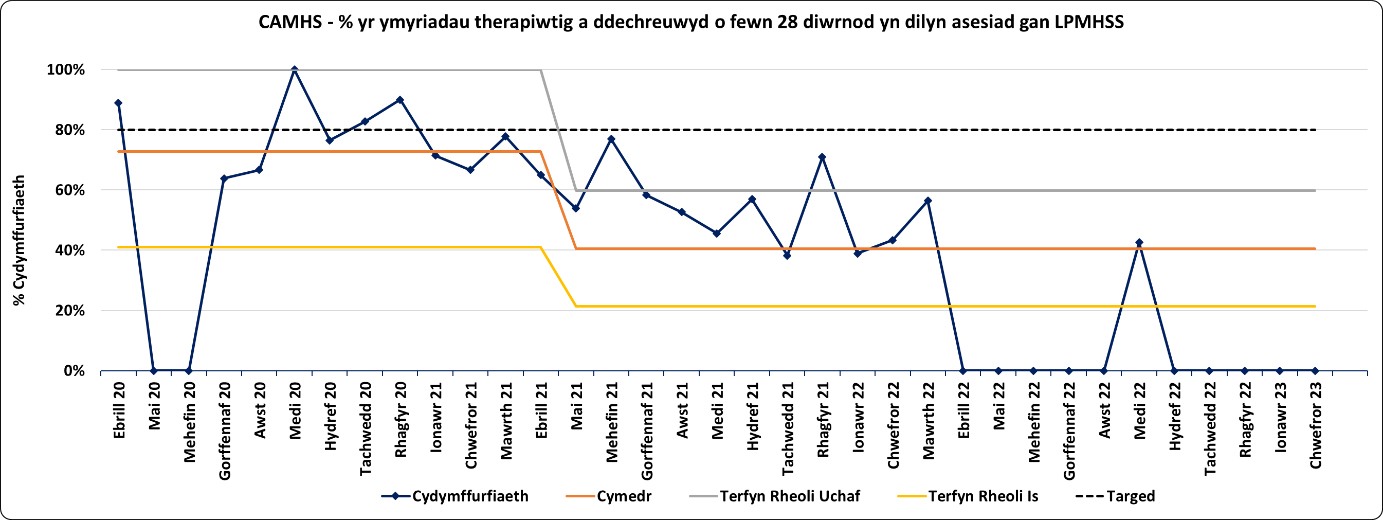 CAMHS - % yr ymyriadau therapiwtig a ddechreuwyd o fewn 28 diwrnod yn dilyn asesiad gan LPMHSS
% Cydymffurfiaeth
100%
80%
60%
40%
20%
0%
Ebrill 20
Mai 20
Mehefin 20
Gorffennaf 20
Awst 20
Medi 20
Hydref 20
Tachwedd 20
Rhagfyr 20
Ionawr 21
Chwefror 21
Mawrth 21
Ebrill 21
Mai 21
Mehefin 21
Gorffennaf 21
Awst 21
Medi 21
Hydref 21
Tachwedd 21
Rhagfyr 21
Ionawr 22
Chwefror 22
Mawrth 22
Ebrill 22
Mai 22
Mehefin 22
Gorffennaf 22
Awst 22
Medi 22
Hydref 22
Tachwedd 22
Rhagfyr 22
Ionawr 23
Chwefror 23
Cydymffurfiaeth Cymedr Terfyn Rheoli Uchaf Terfyn Rheoli Is Targed